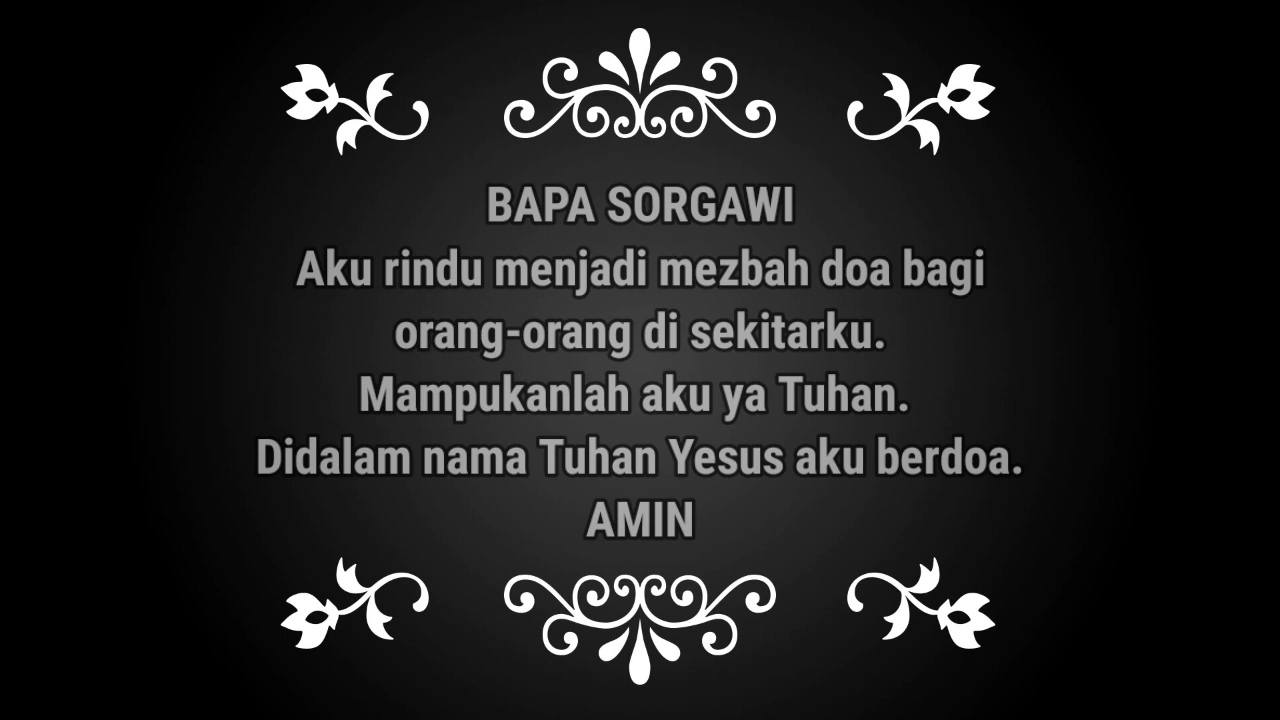 BAPA SORGAWI
Aku rindu menjadi mezbah doa bagi
orang-orang di sekitarku.
Mampukanlah aku ya Tuhan.
Didalam nama Tuhan Yesus aku berdoa.
AMIN